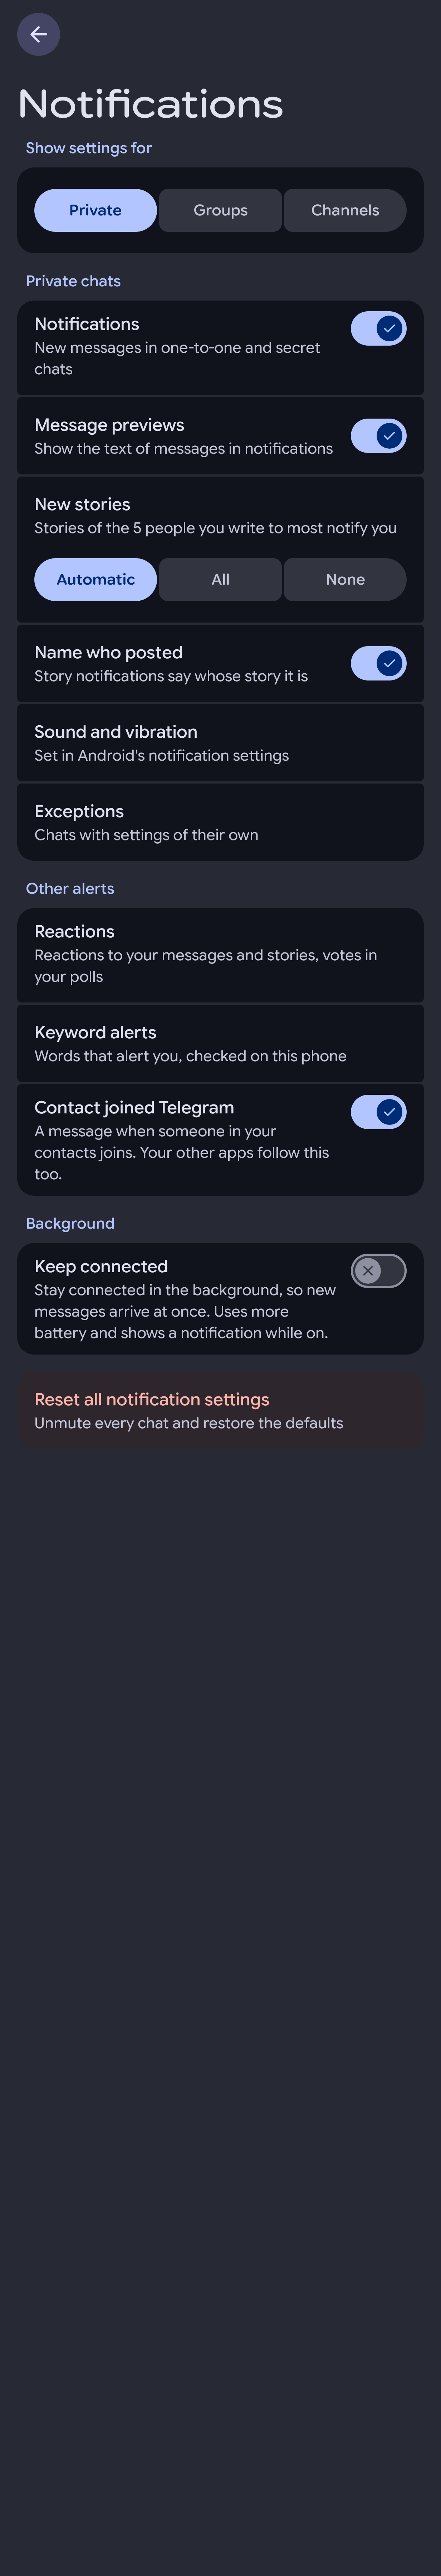 Notifications
Show settings for
Private
Groups
Channels
Private chats
Notifications
New messages in one-to-one and secret
chats
Message previews
Show the text of messages in notifications
New stories
Stories of the 5 people you write to most notify you
Automatic
All
None
Name who posted
Story notifications say whose story it is
Sound and vibration
Set in Android's notification settings
Exceptions
Chats with settings of their own
Other alerts
Reactions
Reactions to your messages and stories, votes in
your polls
Keyword alerts
Words that alert you, checked on this phone
Contact joined Telegram
A message when someone in your
contacts joins. Your other apps follow this
too.
Background
Keep connected
Stay connected in the background, so new
messages arrive at once. Uses more
battery and shows a notification while on.
Reset all notification settings
Unmute every chat and restore the defaults